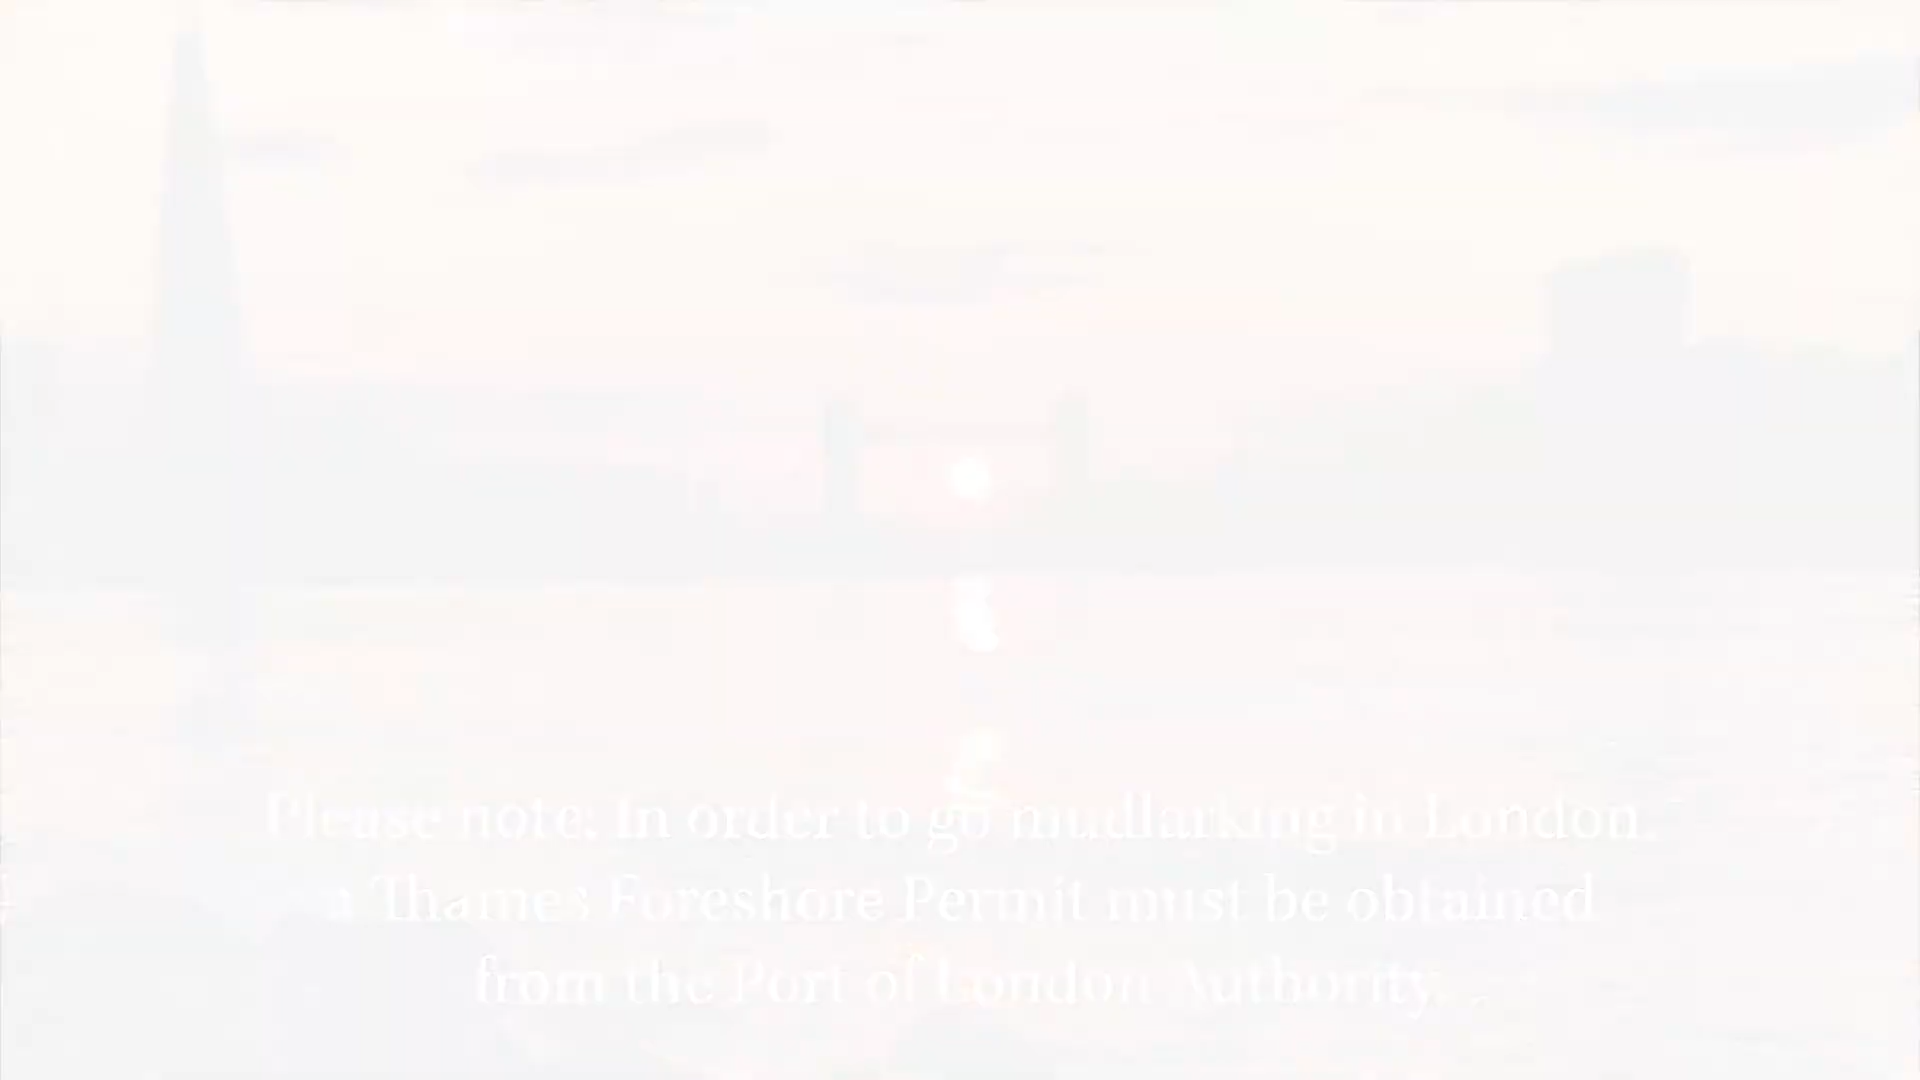 Please note: In order to go mudlarking in London,
a Thames Foreshore Permit must be obtained
from the Port of London Authority.